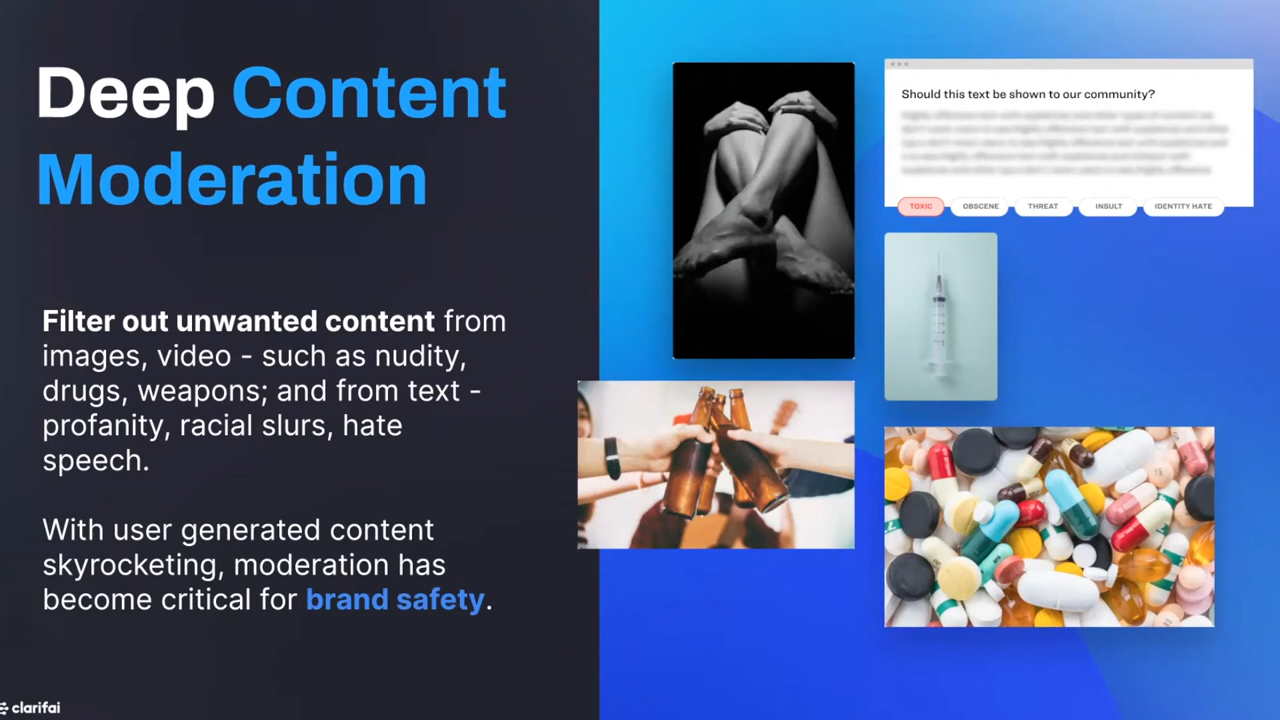 Deep Content
Moderation
Filter out unwanted content from
images, video - such as nudity,
drugs, weapons; and from text -
profanity, racial slurs, hate
speech.
With user generated content
skyrocketing, moderation has
become critical for brand safety.
clarifai
Should this text be shown to our community?
TOXIC
OBSCENE
THREAT
INSULT
IDENTITY HATE